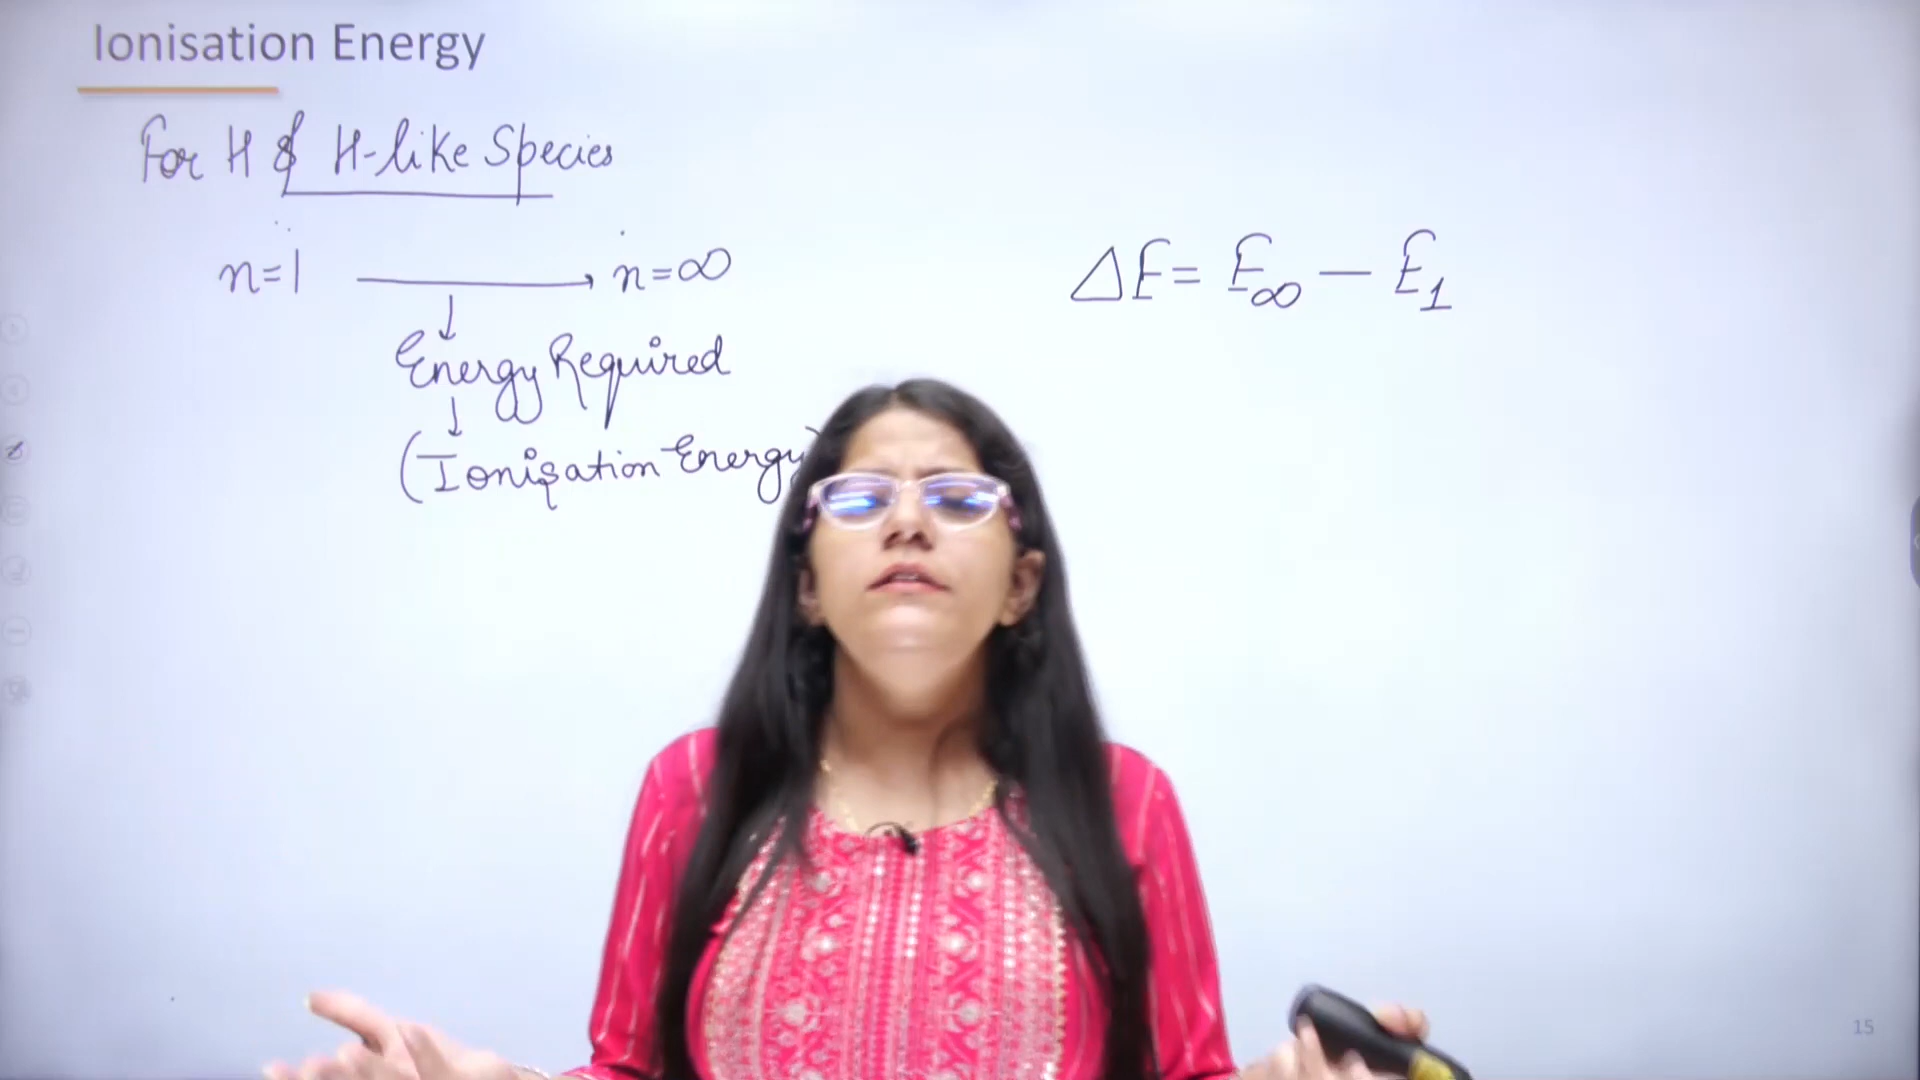 Ionisation Energy
For H & H-like Species
n=1 → n=∞
↓
Energy Required
↓
(Ionisation Energy)
ΔE = E∞ − E1
15